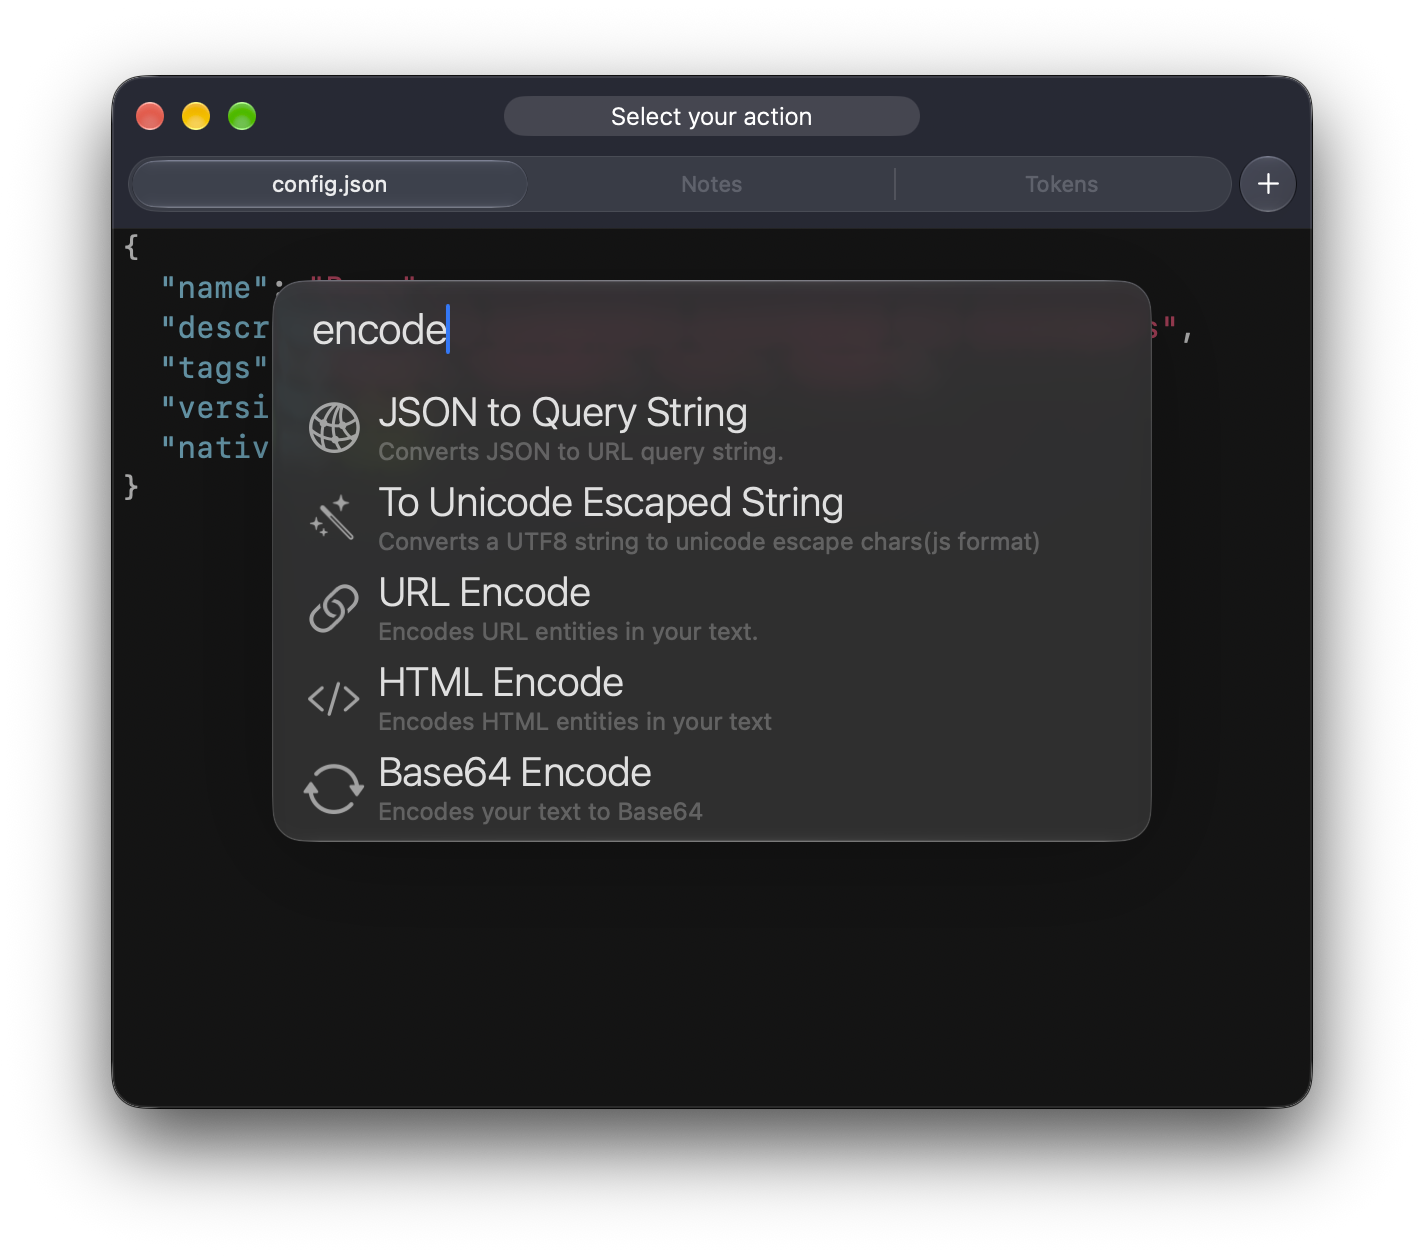 Select your action
config.json
Notes
Tokens
{
"name":
encode
"descr s",
"tags"
"versi
"nativ
}
JSON to Query String
Converts JSON to URL query string.
To Unicode Escaped String
Converts a UTF8 string to unicode escape chars(js format)
URL Encode
Encodes URL entities in your text.
HTML Encode
Encodes HTML entities in your text
Base64 Encode
Encodes your text to Base64